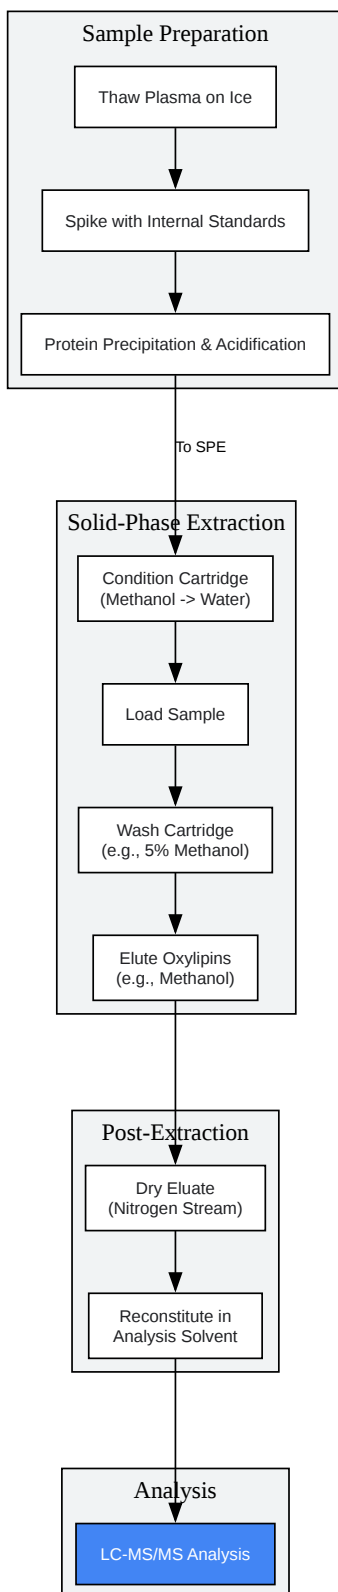 Sample Preparation
Thaw Plasma on Ice
Spike with Internal Standards
Protein Precipitation & Acidification
To SPE
Solid-Phase Extraction
Condition Cartridge
(Methanol -> Water)
Load Sample
Wash Cartridge
(e.g., 5% Methanol)
Elute Oxylipins
(e.g., Methanol)
Post-Extraction
Dry Eluate
(Nitrogen Stream)
Reconstitute in
Analysis Solvent
Analysis
LC-MS/MS Analysis